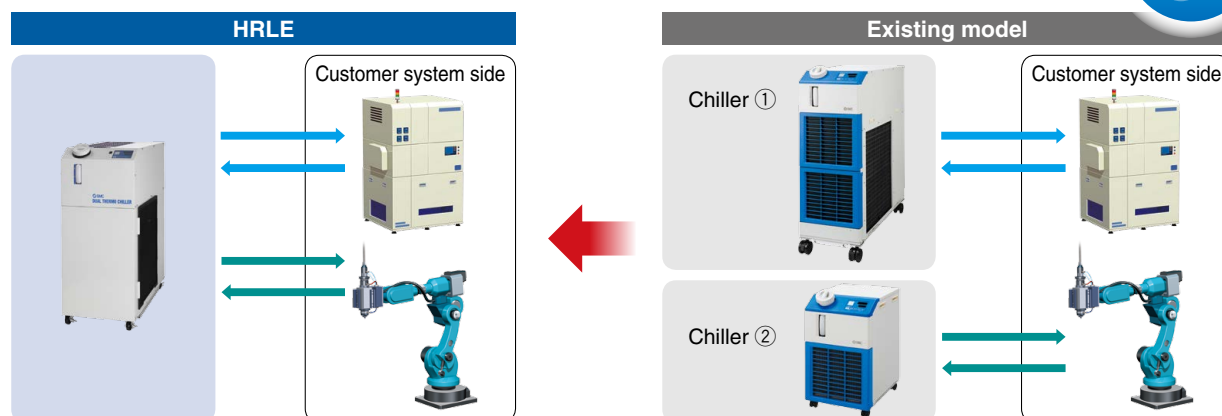 HRLE
Existing model
Customer system side
DUAL THERMO CHILLER
Chiller ①
Customer system side
Chiller ②